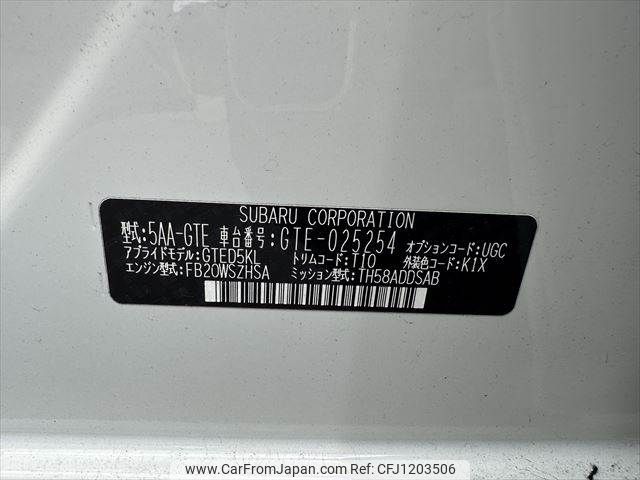 SUBARU CORPORATION
型式:5AA-GTE 車台番号:GTE-025254 オプションコード:UGC
アプライドモデル:GTED5KL トリムコード:T10 外装色コード:K1X
エンジン型式:FB20WSZHSA ミッション型式:TH58ADDSAB
© CarFromJapan CarFromJapan.com - Ref. CFJ1203506